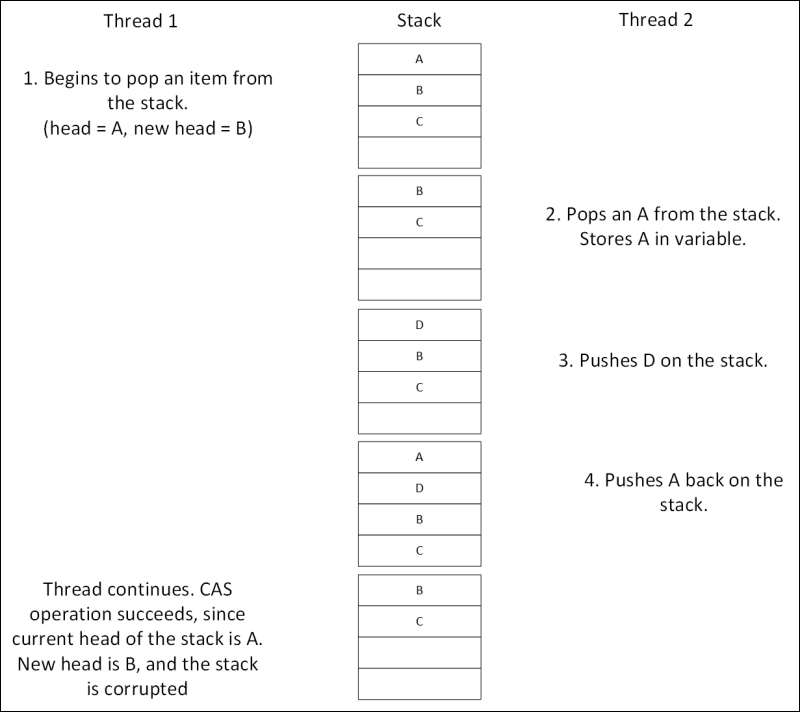 Thread 1
Stack
Thread 2
1. Begins to pop an item from
the stack.
(head = A, new head = B)
A
B
C
B
C
2. Pops an A from the stack.
Stores A in variable.
D
B
C
3. Pushes D on the stack.
A
D
B
C
4. Pushes A back on the
stack.
Thread continues. CAS
operation succeeds, since
current head of the stack is A.
New head is B, and the stack
is corrupted
B
C